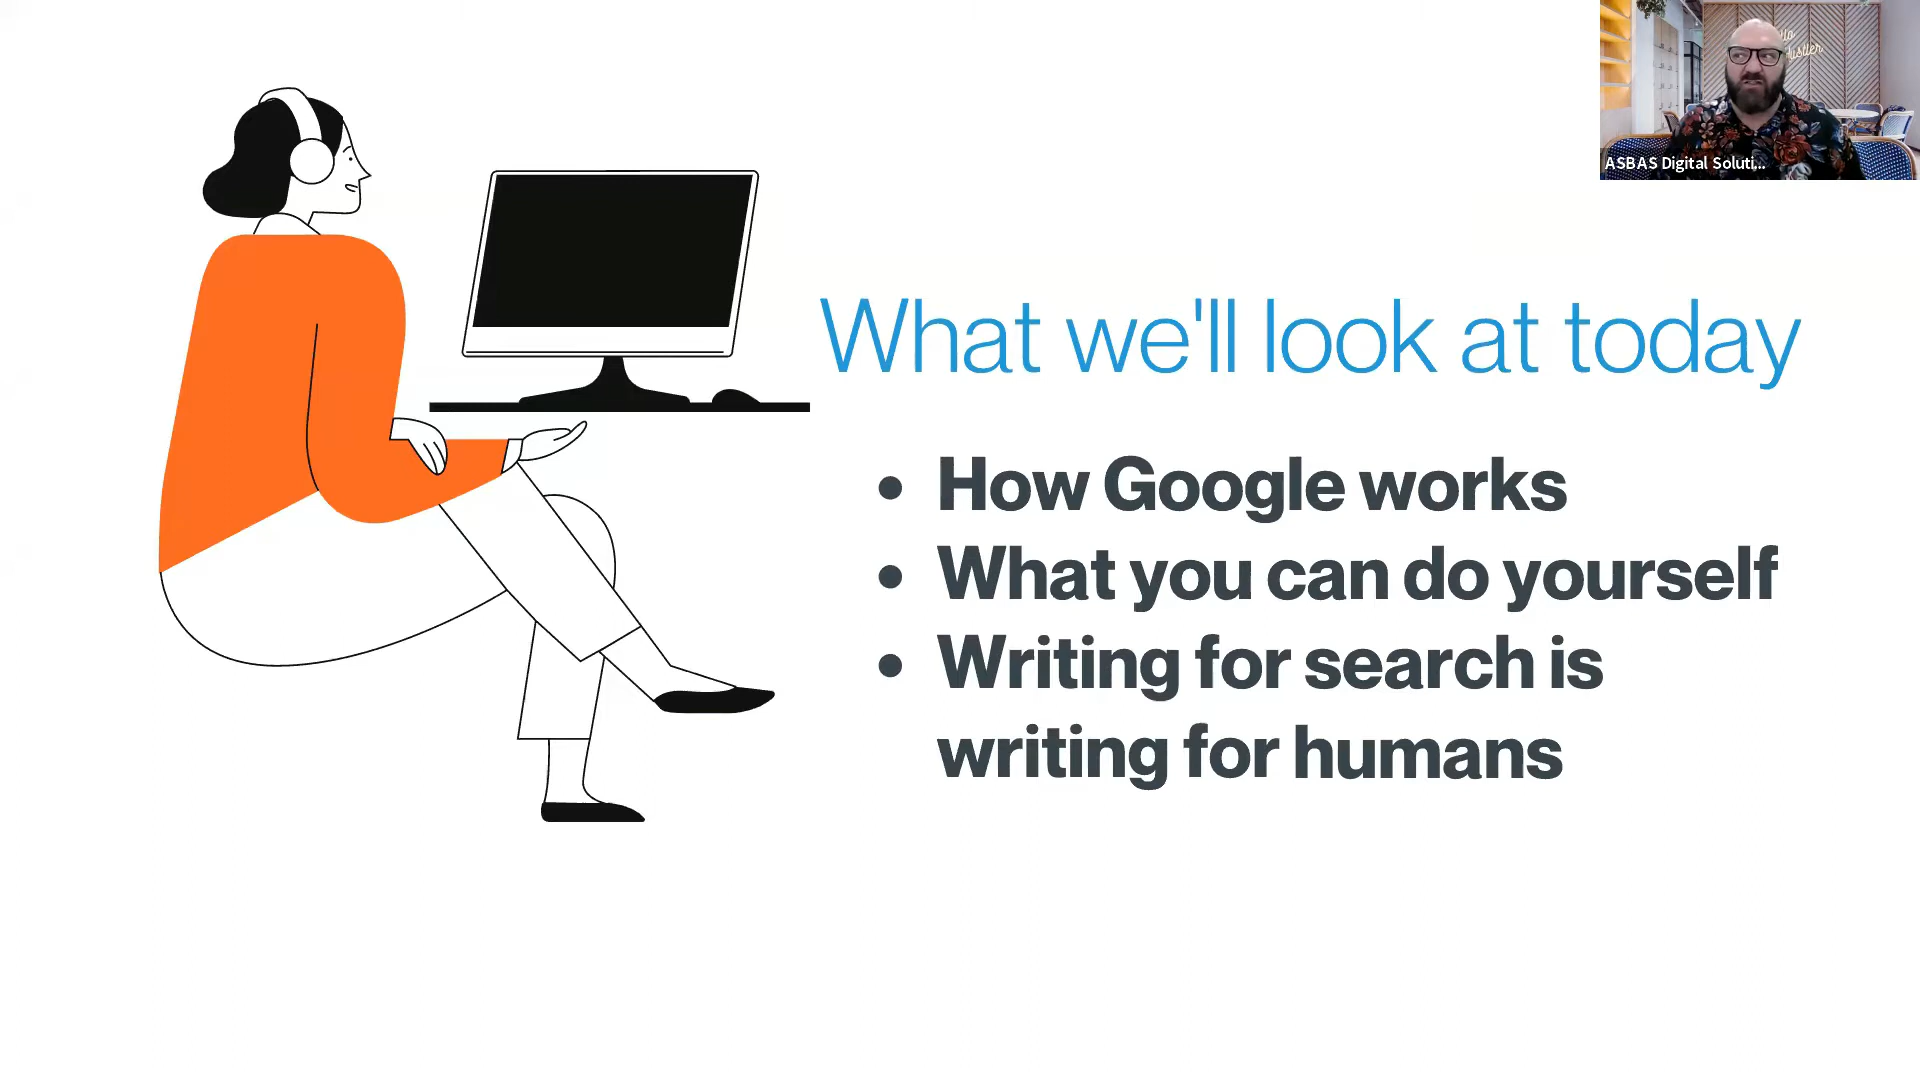 ASBAS Digital Soluti...
What we'll look at today
• How Google works
• What you can do yourself
• Writing for search is
writing for humans